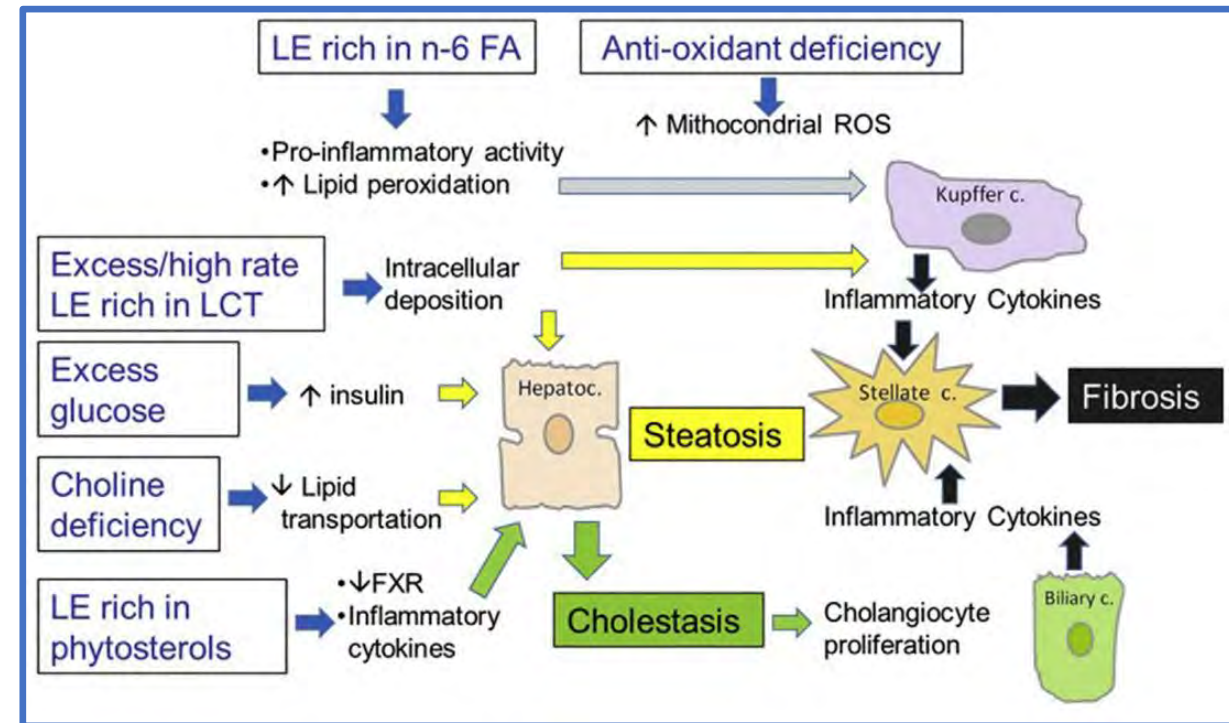 LE rich in n-6 FA
Anti-oxidant deficiency
↑ Mithocondrial ROS
•Pro-inflammatory activity
•↑ Lipid peroxidation
Kupffer c.
Excess/high rate
LE rich in LCT
Intracellular
deposition
Inflammatory Cytokines
Excess
glucose
↑ insulin
Hepatoc.
Steatosis
Stellate c.
Fibrosis
Choline
deficiency
↓ Lipid
transportation
Inflammatory Cytokines
LE rich in
phytosterols
•↓FXR
•Inflammatory
cytokines
Cholestasis
Cholangiocyte
proliferation
Biliary c.